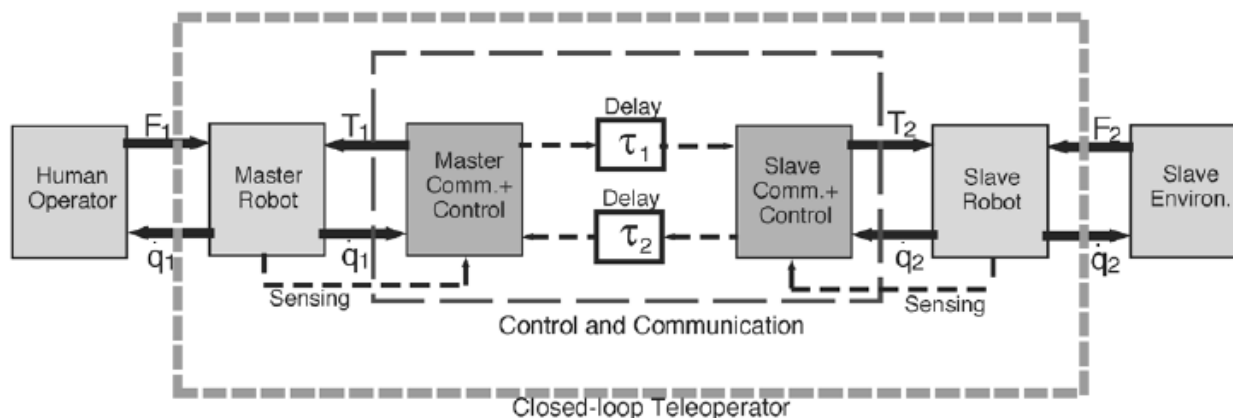 Delay
F₁
T₁
T₂
F₂
τ₁
Human
Operator
Master
Robot
Master
Comm.+
Control
Slave
Comm.+
Control
Slave
Robot
Slave
Environ.
Delay
τ₂
q̇₁
q̇₁
q̇₂
q̇₂
Sensing
Sensing
Control and Communication
Closed-loop Teleoperator